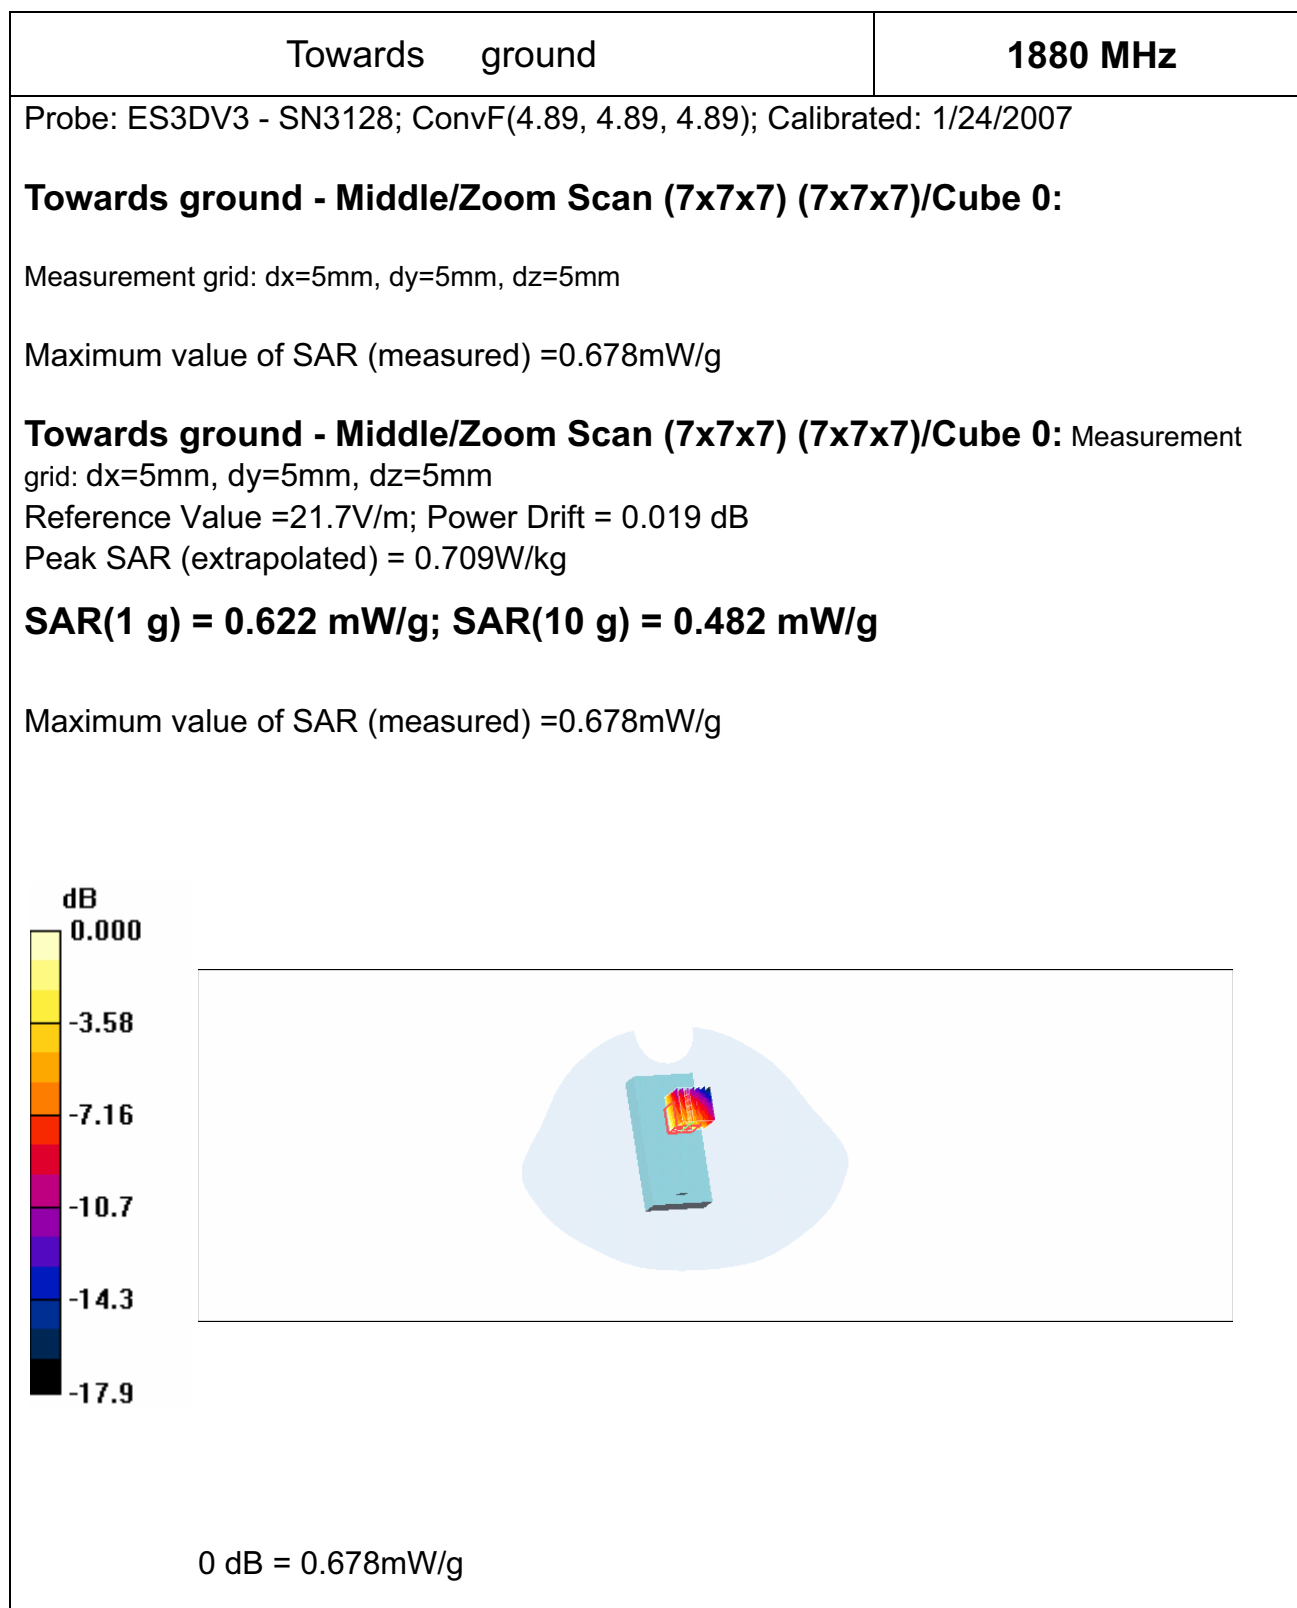 Towards ground
1880 MHz
Probe: ES3DV3 - SN3128; ConvF(4.89, 4.89, 4.89); Calibrated: 1/24/2007
Towards ground - Middle/Zoom Scan (7x7x7) (7x7x7)/Cube 0:
Measurement grid: dx=5mm, dy=5mm, dz=5mm
Maximum value of SAR (measured) =0.678mW/g
Towards ground - Middle/Zoom Scan (7x7x7) (7x7x7)/Cube 0: Measurement
grid: dx=5mm, dy=5mm, dz=5mm
Reference Value =21.7V/m; Power Drift = 0.019 dB
Peak SAR (extrapolated) = 0.709W/kg
SAR(1 g) = 0.622 mW/g; SAR(10 g) = 0.482 mW/g
Maximum value of SAR (measured) =0.678mW/g
dB
0.000
-3.58
-7.16
-10.7
-14.3
-17.9
0 dB = 0.678mW/g